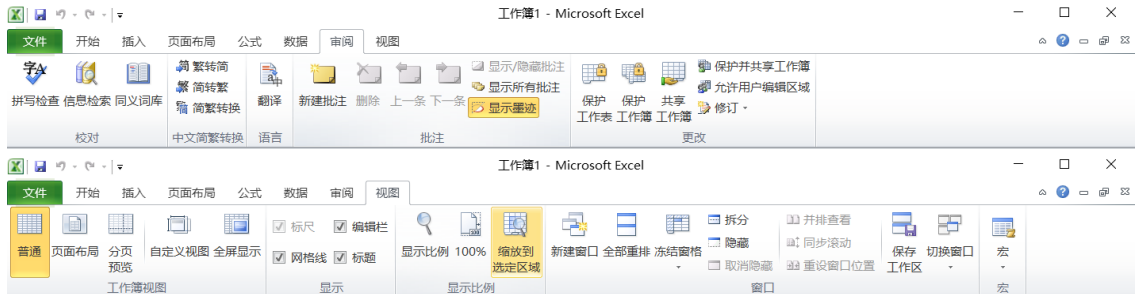 工作簿1 - Microsoft Excel
文件 开始 插入 页面布局 公式 数据 审阅 视图
拼写检查 信息检索 同义词库
校对
繁转简
简转繁
简繁转换
中文简繁转换
翻译
语言
新建批注 删除 上一条 下一条
显示/隐藏批注
显示所有批注
显示墨迹
批注
保护
工作表
保护
工作簿
共享
工作簿
保护并共享工作簿
允许用户编辑区域
修订
更改
工作簿1 - Microsoft Excel
文件 开始 插入 页面布局 公式 数据 审阅 视图
普通 页面布局 分页
预览
自定义视图 全屏显示
工作簿视图
标尺 编辑栏
网格线 标题
显示
显示比例 100% 缩放到
选定区域
显示比例
新建窗口 全部重排 冻结窗格
拆分
隐藏
取消隐藏
并排查看
同步滚动
重设窗口位置
保存
工作区
切换窗口
窗口
宏
宏